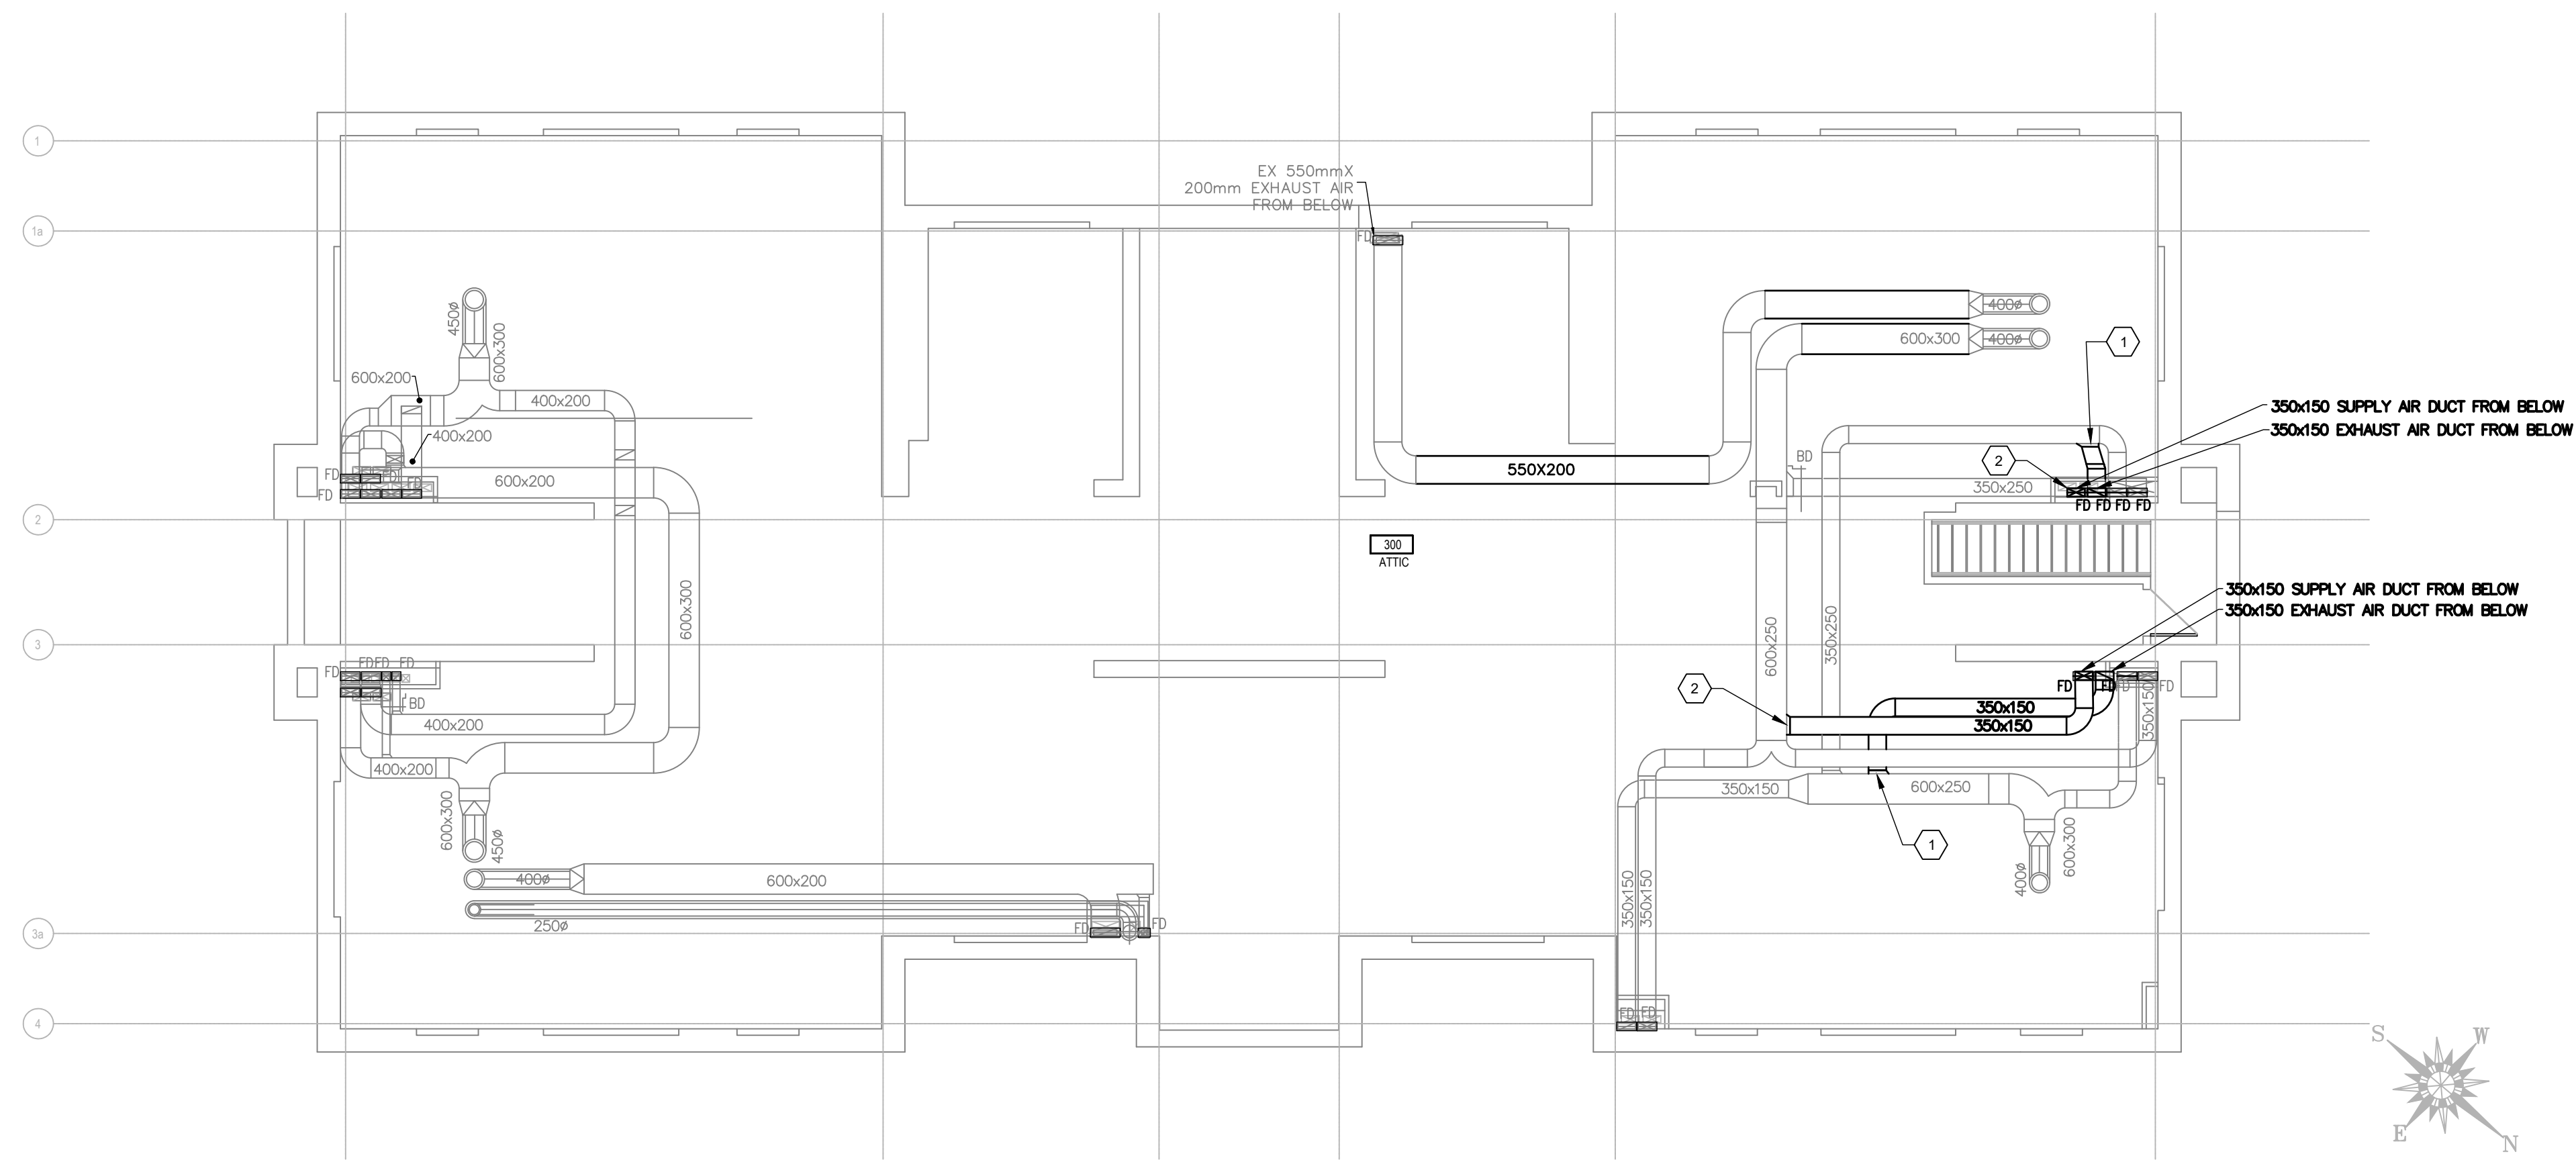 1
EX 550mmX
200mm EXHAUST AIR
FROM BELOW
1a
FD
450ø
600x300
400ø
600x300
400ø
1
600x200
400x200
350x150 SUPPLY AIR DUCT FROM BELOW
350x150 EXHAUST AIR DUCT FROM BELOW
400x200
BD
2
550X200
FD
FD
FD
FD
600x200
350x250
FD FD FD FD
2
300
ATTIC
350x150 SUPPLY AIR DUCT FROM BELOW
350x150 EXHAUST AIR DUCT FROM BELOW
600x300
600x250
350x250
3
FD
FD
FD
FD
BD
2
FD
FD
FD
FD
350x150
350x150
350x150
400x200
400x200
350x150
600x250
600x300
450ø
1
600x300
400ø
400ø
600x200
350x150
350x150
250ø
FD
FD
3a
FD
FD
4
S
W
E
N